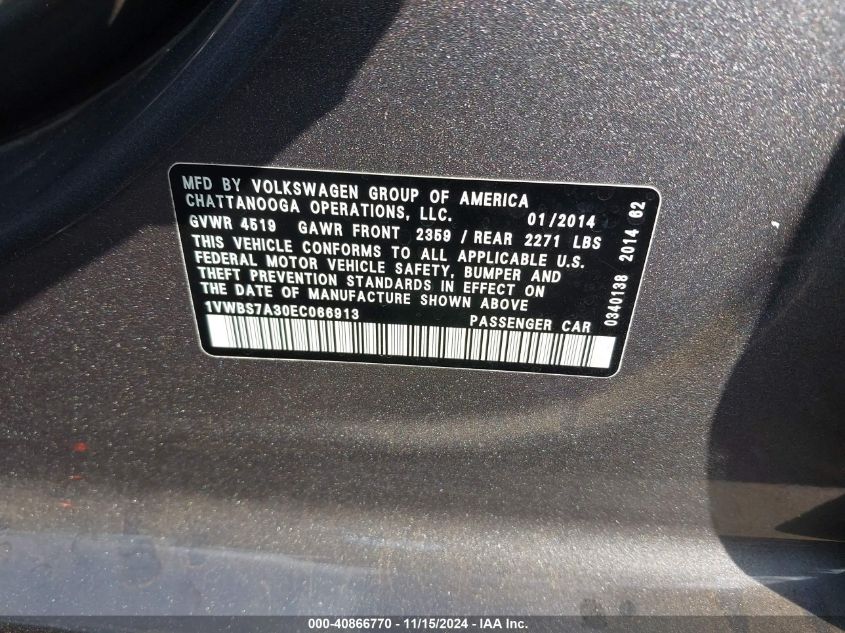 MFD BY VOLKSWAGEN GROUP OF AMERICA
CHATTANOOGA OPERATIONS, LLC. 01/2014
GVWR 4519 GAWR FRONT 2359 / REAR 2271 LBS
THIS VEHICLE CONFORMS TO ALL APPLICABLE U.S.
FEDERAL MOTOR VEHICLE SAFETY, BUMPER AND
THEFT PREVENTION STANDARDS IN EFFECT ON
THE DATE OF MANUFACTURE SHOWN ABOVE
1VWBS7A30EC066913 PASSENGER CAR
0340138 2014 62
000-40866770 - 11/15/2024 - IAA Inc.